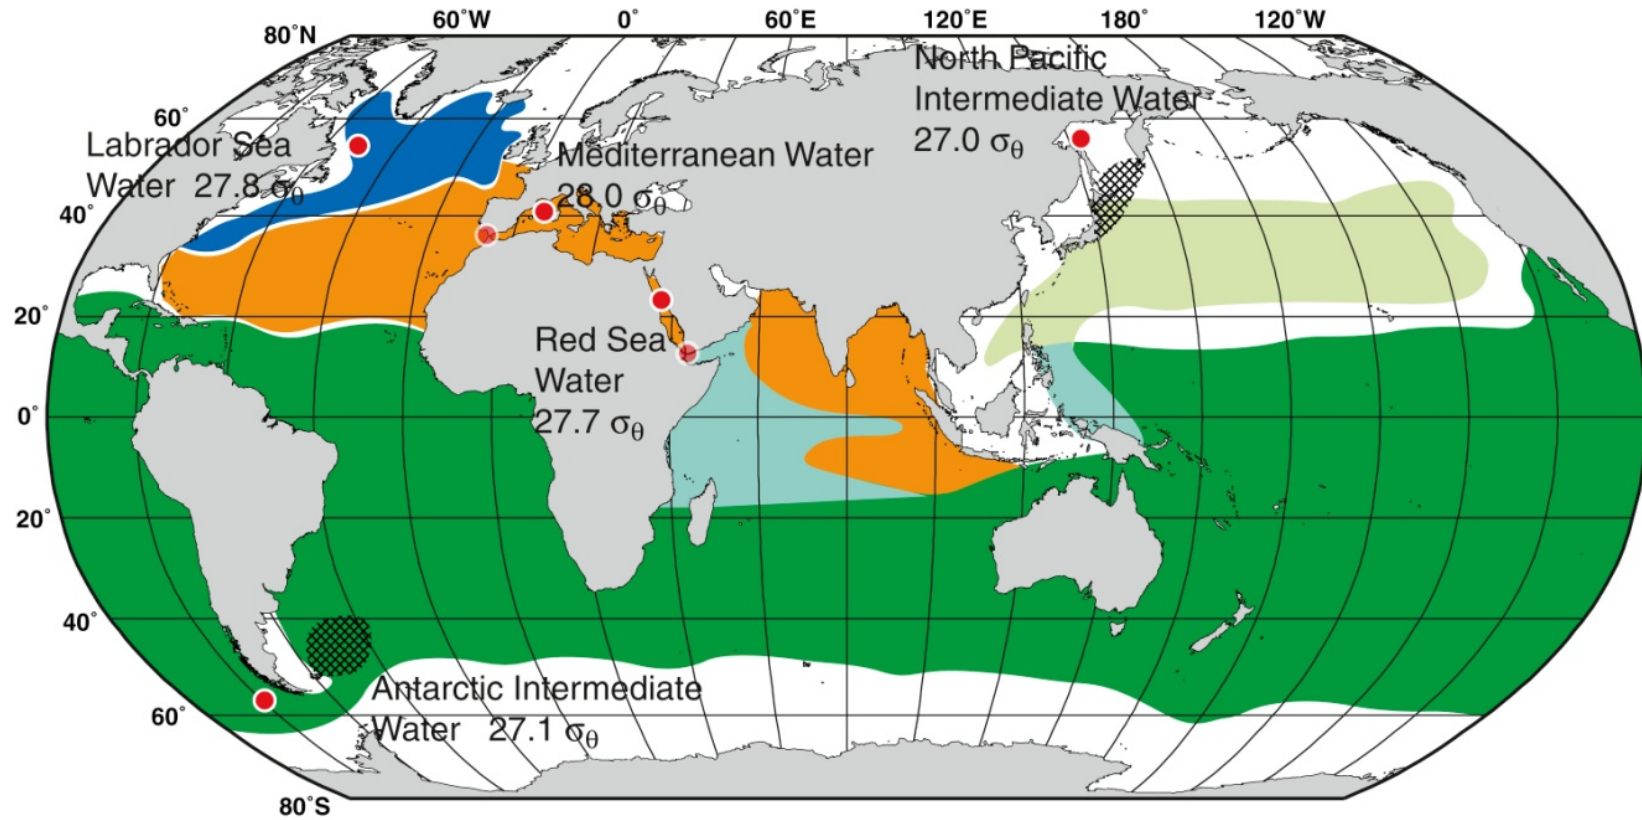 60°W 0° 60°E 120°E 180° 120°W
80°N
North Pacific
Intermediate Water
27.0 σθ
60°
Labrador Sea
Water 27.8 σθ
Mediterranean Water
28.0 σθ
40°
20°
Red Sea
Water
27.7 σθ
0°
20°
40°
Antarctic Intermediate
Water 27.1 σθ
60°
80°S